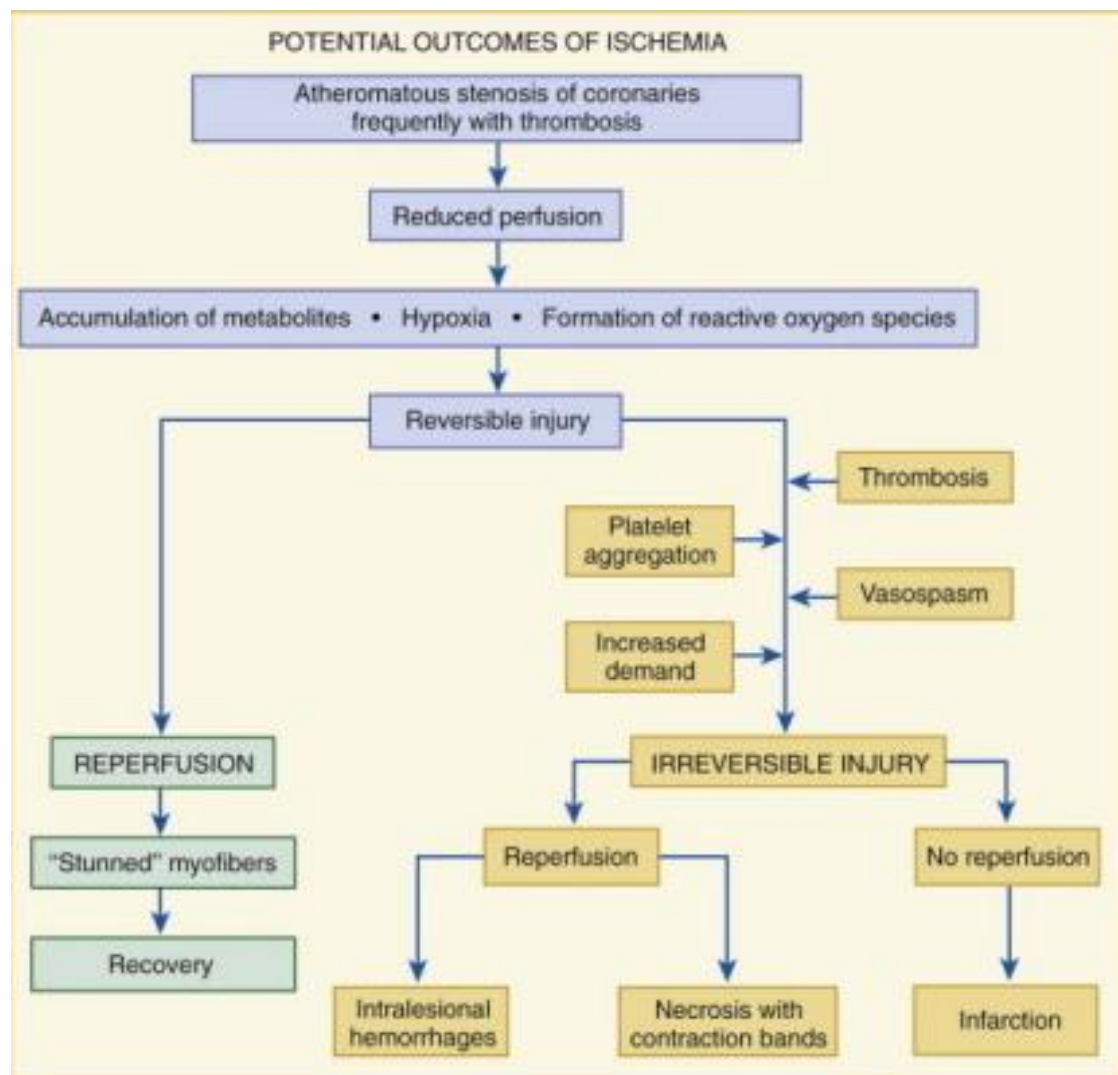 POTENTIAL OUTCOMES OF ISCHEMIA
Atheromatous stenosis of coronaries
frequently with thrombosis
Reduced perfusion
Accumulation of metabolites • Hypoxia • Formation of reactive oxygen species
Reversible injury
Thrombosis
Platelet
aggregation
Vasospasm
Increased
demand
REPERFUSION
IRREVERSIBLE INJURY
"Stunned" myofibers
Reperfusion
No reperfusion
Recovery
Intralesional
hemorrhages
Necrosis with
contraction bands
Infarction